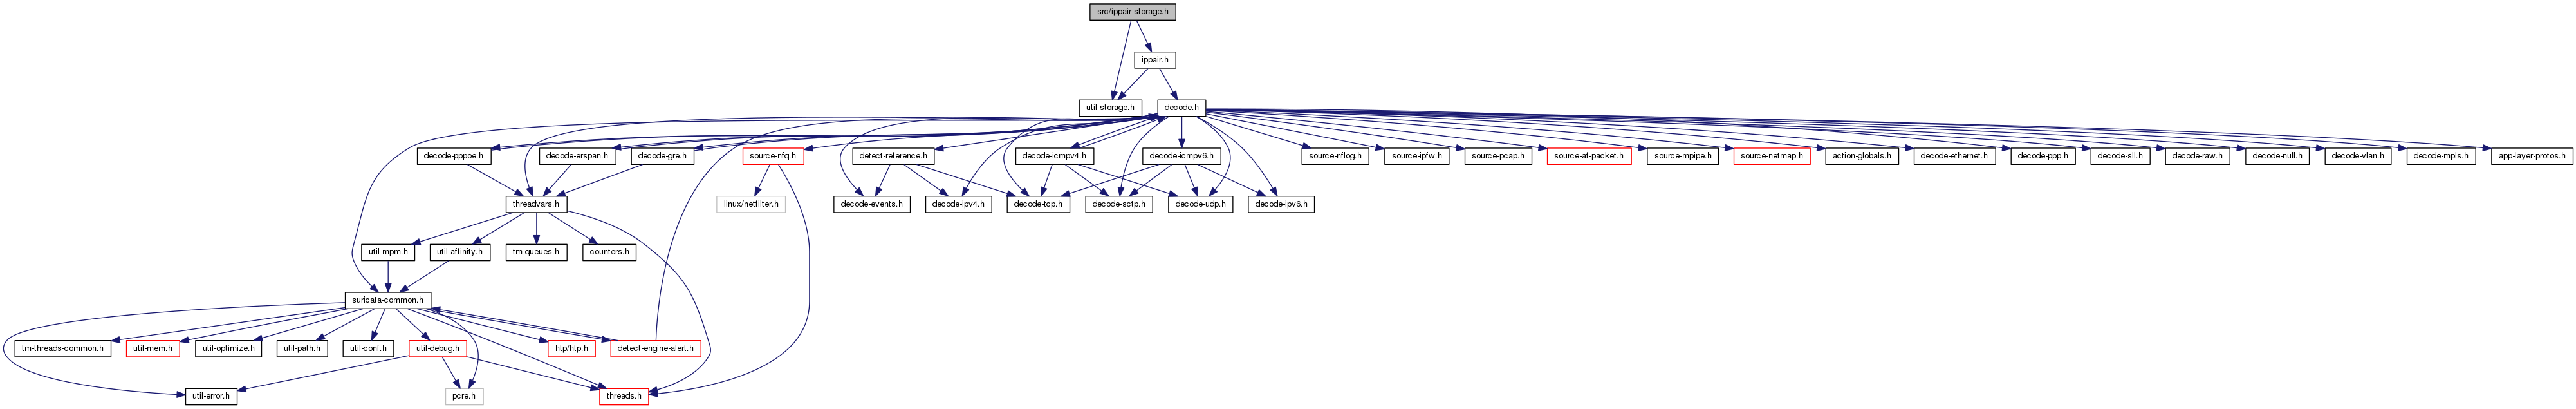 src/ippair-storage.h
ippair.h
util-storage.h
decode.h
decode-pppoe.h
decode-erspan.h
decode-gre.h
source-nfq.h
detect-reference.h
decode-icmpv4.h
decode-icmpv6.h
source-nflog.h
source-ipfw.h
source-pcap.h
source-af-packet.h
source-mpipe.h
source-netmap.h
action-globals.h
decode-ethernet.h
decode-ppp.h
decode-sll.h
decode-raw.h
decode-null.h
decode-vlan.h
decode-mpls.h
app-layer-protos.h
threadvars.h
linux/netfilter.h
decode-events.h
decode-ipv4.h
decode-tcp.h
decode-sctp.h
decode-udp.h
decode-ipv6.h
util-mpm.h
util-affinity.h
tm-queues.h
counters.h
suricata-common.h
tm-threads-common.h
util-mem.h
util-optimize.h
util-path.h
util-conf.h
util-debug.h
htp/htp.h
detect-engine-alert.h
util-error.h
pcre.h
threads.h